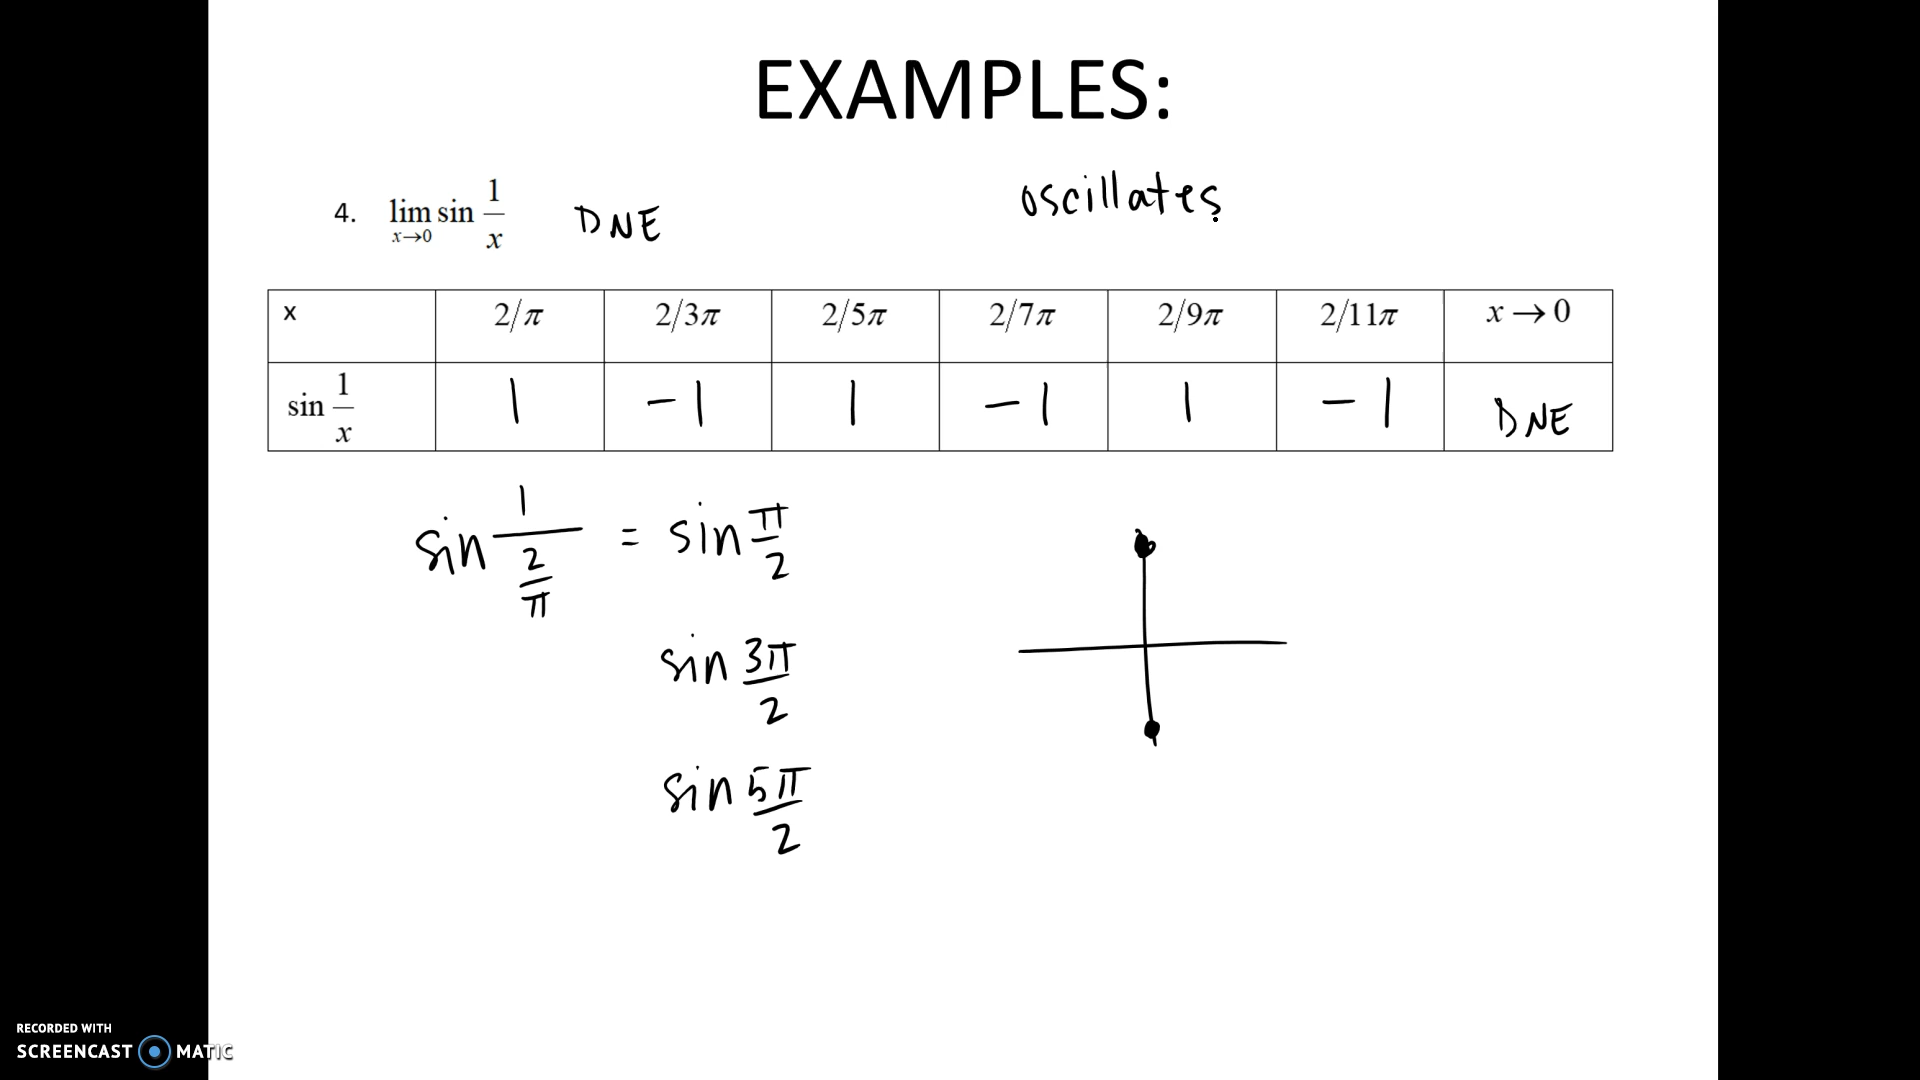 EXAMPLES:
4. lim x→0 sin 1/x DNE oscillates
x 2/π 2/3π 2/5π 2/7π 2/9π 2/11π x→0
sin 1/x 1 -1 1 -1 1 -1 DNE
sin 1/(2/π) = sin π/2
sin 3π/2
sin 5π/2
RECORDED WITH
SCREENCAST MATIC